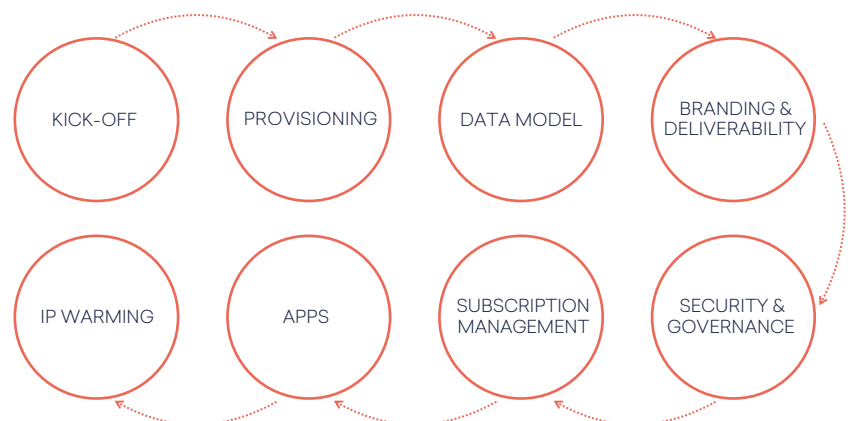 KICK-OFF
PROVISIONING
DATA MODEL
BRANDING &
DELIVERABILITY
IP WARMING
APPS
SUBSCRIPTION
MANAGEMENT
SECURITY &
GOVERNANCE